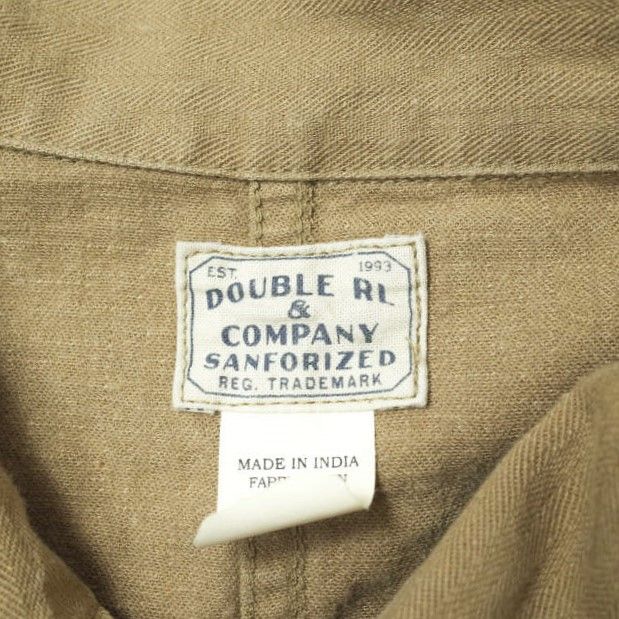 EST. 1993
DOUBLE RL
&
COMPANY
SANFORIZED
REG. TRADEMARK
MADE IN INDIA